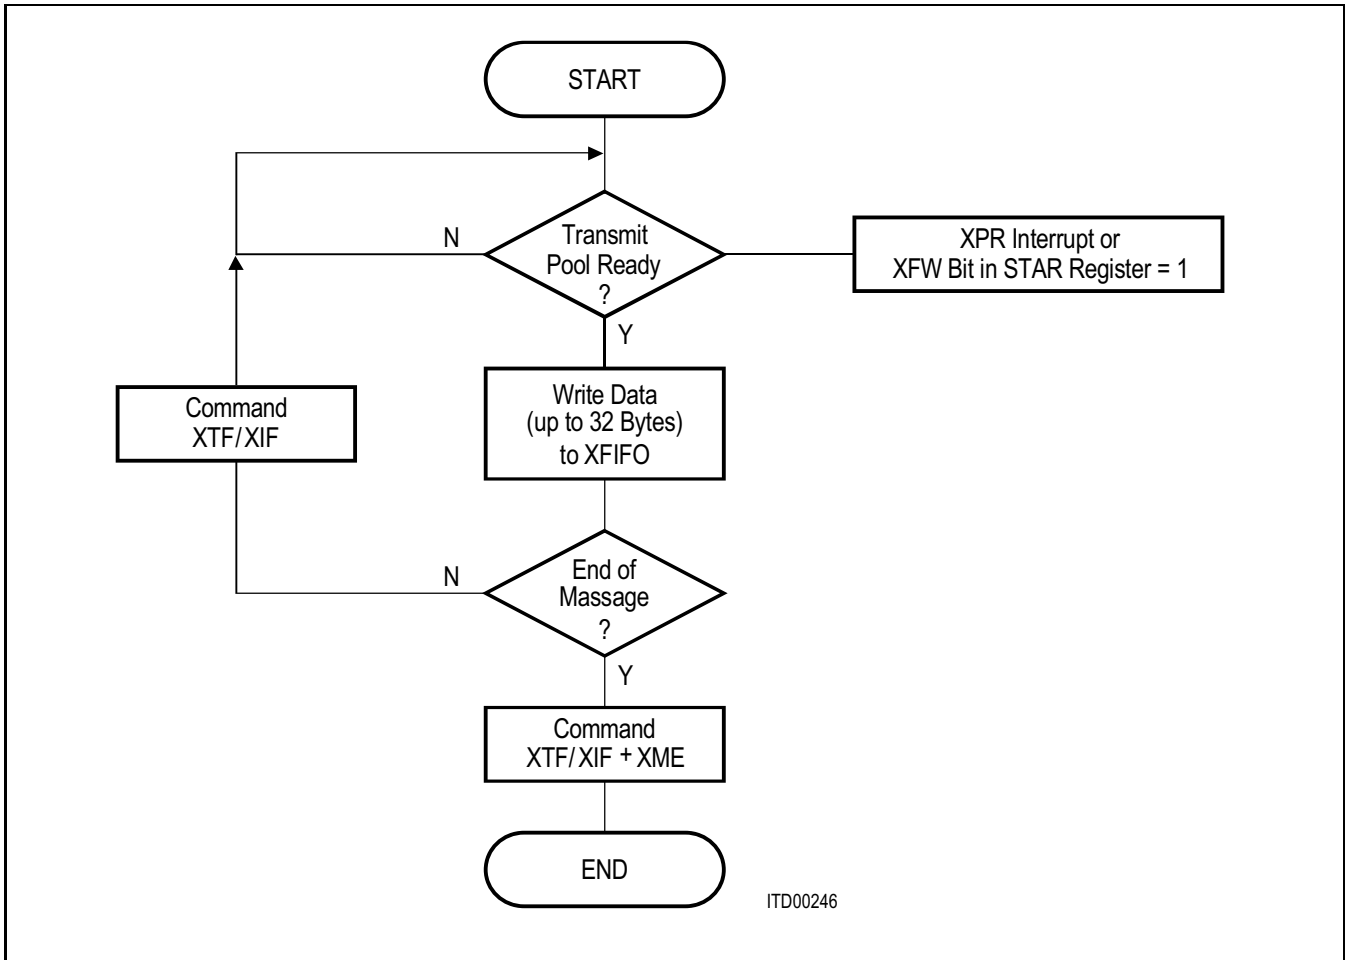 START
N
Transmit
Pool Ready
?
XPR Interrupt or
XFW Bit in STAR Register = 1
Y
Command
XTF/XIF
Write Data
(up to 32 Bytes)
to XFIFO
N
End of
Massage
?
Y
Command
XTF/XIF + XME
END
ITD00246